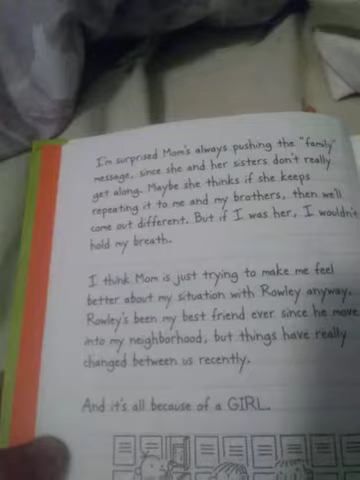 I'm surprised Mom's always pushing the "family"
message, since she and her sisters don't really
get along. Maybe she thinks if she keeps
repeating it to me and my brothers, then we'll
come out different. But if I was her, I wouldn't
hold my breath.
I think Mom is just trying to make me feel
better about my situation with Rowley anyway.
Rowley's been my best friend ever since he move
into my neighborhood, but things have really
changed between us recently.
And it's all because of a GIRL.